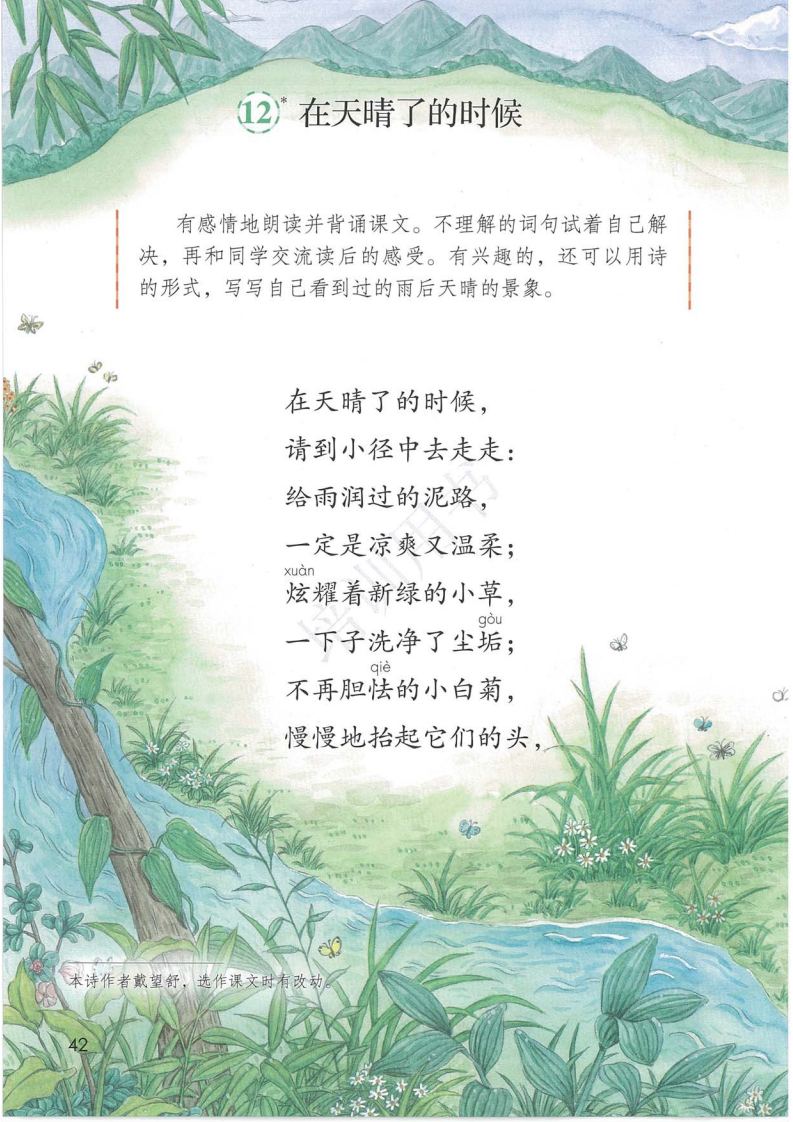 12* 在天晴了的时候
有感情地朗读并背诵课文。不理解的词句试着自己解
决，再和同学交流读后的感受。有兴趣的，还可以用诗
的形式，写写自己看到过的雨后天晴的景象。
在天晴了的时候，
请到小径中去走走：
给雨润过的泥路，
一定是凉爽又温柔；
xuàn
炫耀着新绿的小草，
gòu
一下子洗净了尘垢；
qiè
不再胆怯的小白菊，
慢慢地抬起它们的头，
培训用书
本诗作者戴望舒，选作课文时有改动。
42